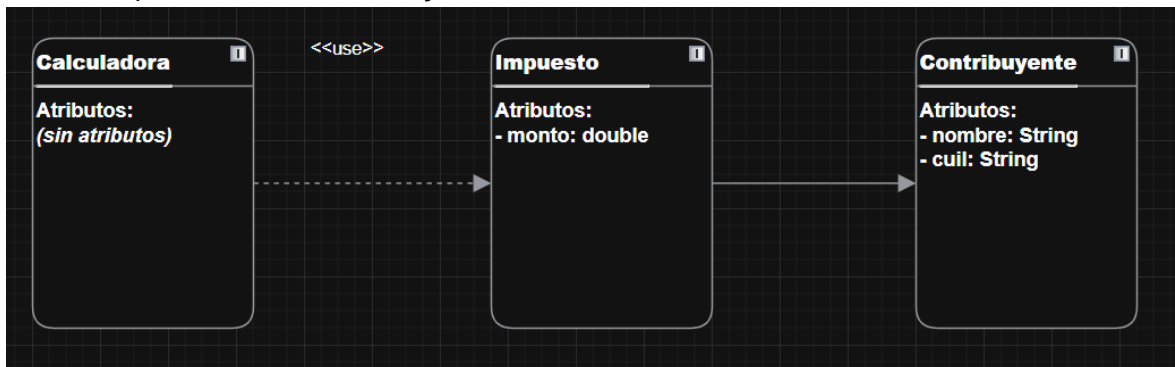 Calculadora
I
Atributos:
(sin atributos)
<<use>>
Impuesto
I
Atributos:
- monto: double
Contribuyente
I
Atributos:
- nombre: String
- cuil: String